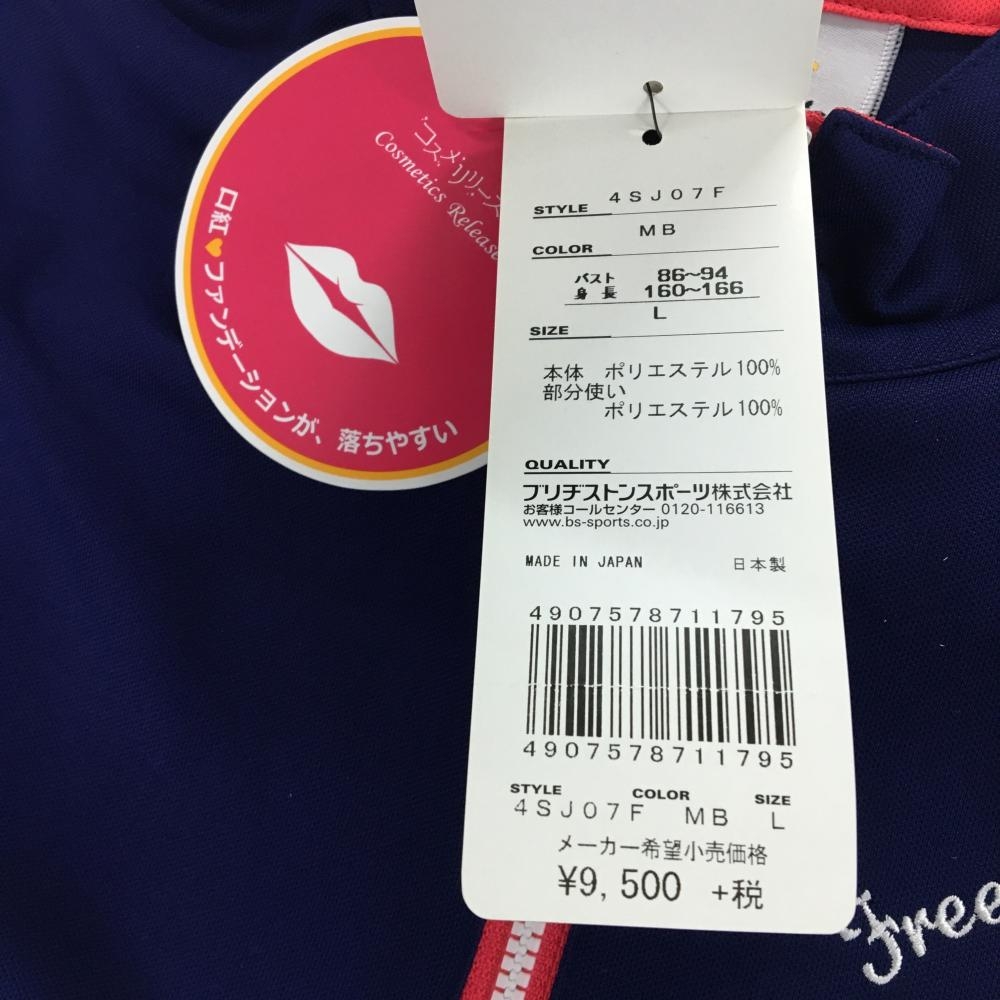 コスメリリース
Cosmetics Release
口紅♥ファンデーションが、落ちやすい
STYLE 4SJ07F
MB
COLOR
バスト 86~94
身長 160~166
L
SIZE
本体 ポリエステル100%
部分使い
ポリエステル100%
QUALITY
ブリヂストンスポーツ株式会社
お客様コールセンター 0120-116613
www.bs-sports.co.jp
MADE IN JAPAN 日本製
4907578711795
4907578711795
STYLE COLOR SIZE
4SJ07F MB L
メーカー希望小売価格
¥9,500 +税
Free